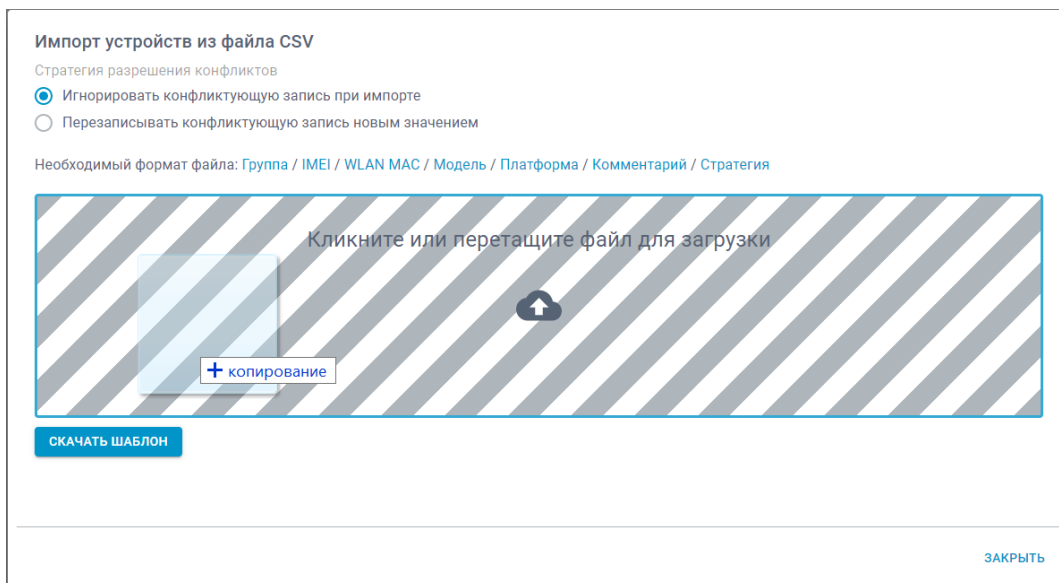 Импорт устройств из файла CSV
Стратегия разрешения конфликтов
Игнорировать конфликтующую запись при импорте
Перезаписывать конфликтующую запись новым значением
Необходимый формат файла: Группа / IMEI / WLAN MAC / Модель / Платформа / Комментарий / Стратегия
Кликните или перетащите файл для загрузки
+ копирование
СКАЧАТЬ ШАБЛОН
ЗАКРЫТЬ